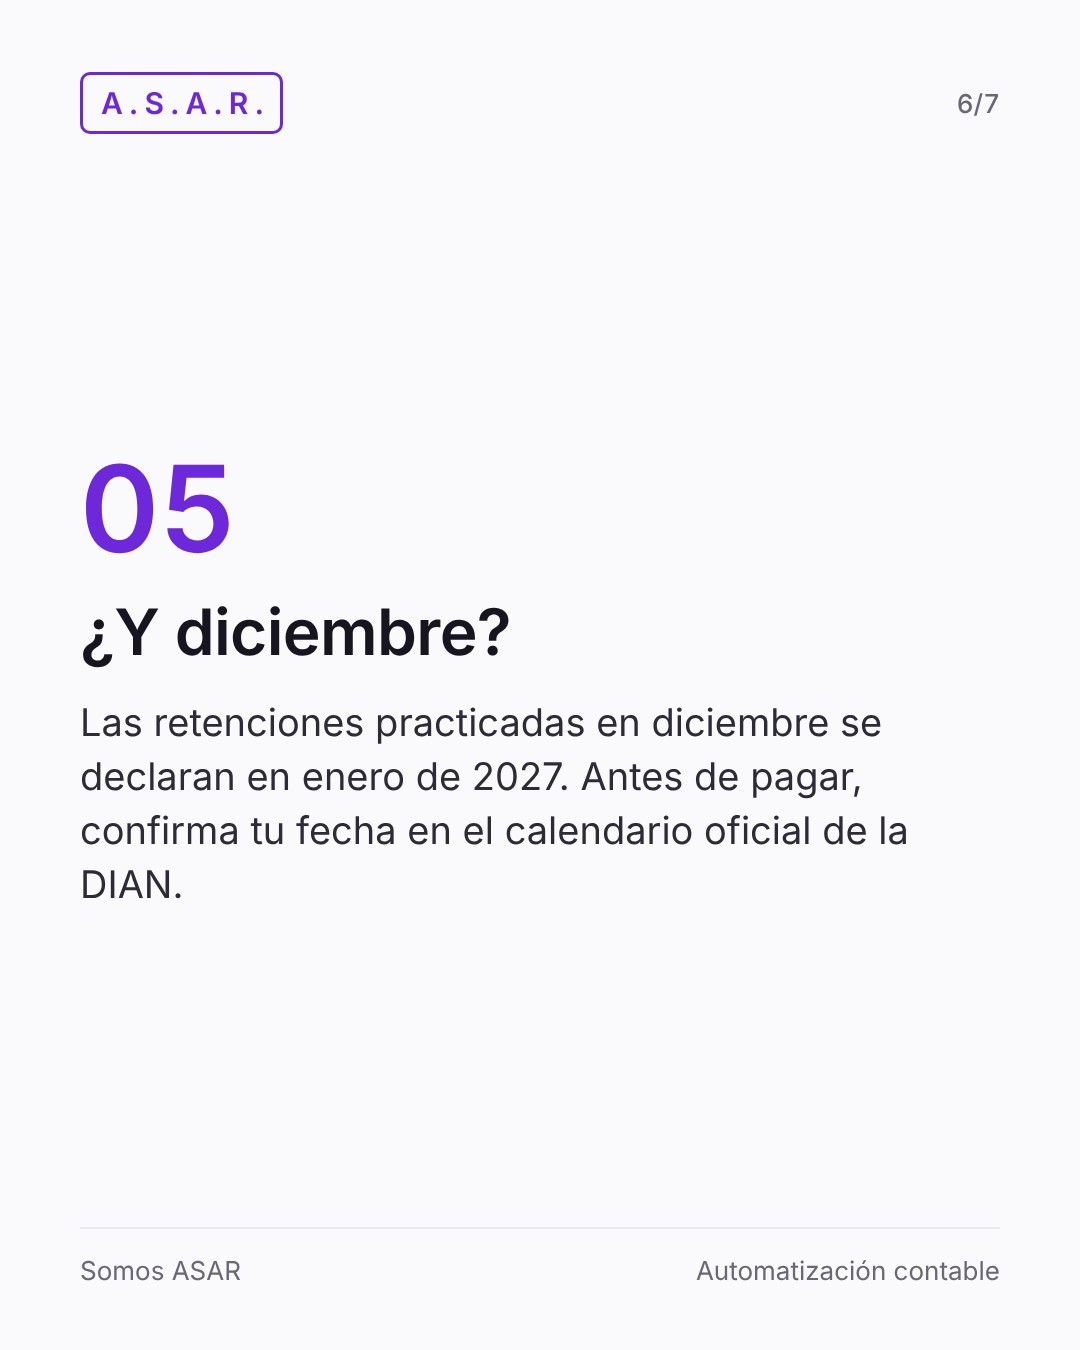 A.S.A.R.
6/7
05
¿Y diciembre?
Las retenciones practicadas en diciembre se
declaran en enero de 2027. Antes de pagar,
confirma tu fecha en el calendario oficial de la
DIAN.
Somos ASAR
Automatización contable